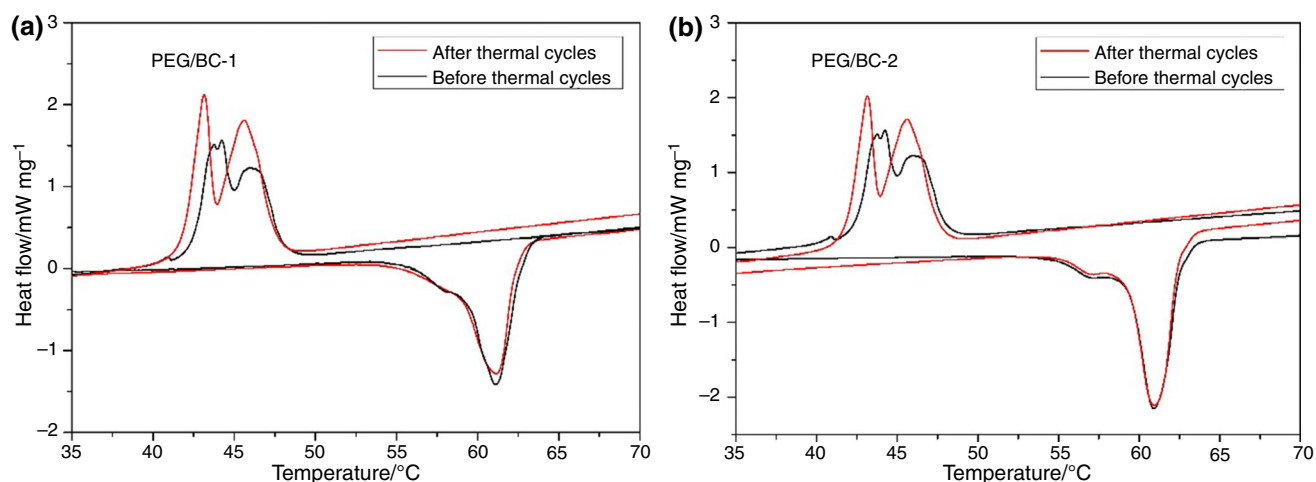 (a)
PEG/BC-1
After thermal cycles
Before thermal cycles
Heat flow/mW mg⁻¹
3
2
1
0
−1
−2
35 40 45 50 55 60 65 70
Temperature/°C
(b)
PEG/BC-2
After thermal cycles
Before thermal cycles
Heat flow/mW mg⁻¹
3
2
1
0
−1
−2
35 40 45 50 55 60 65 70
Temperature/°C